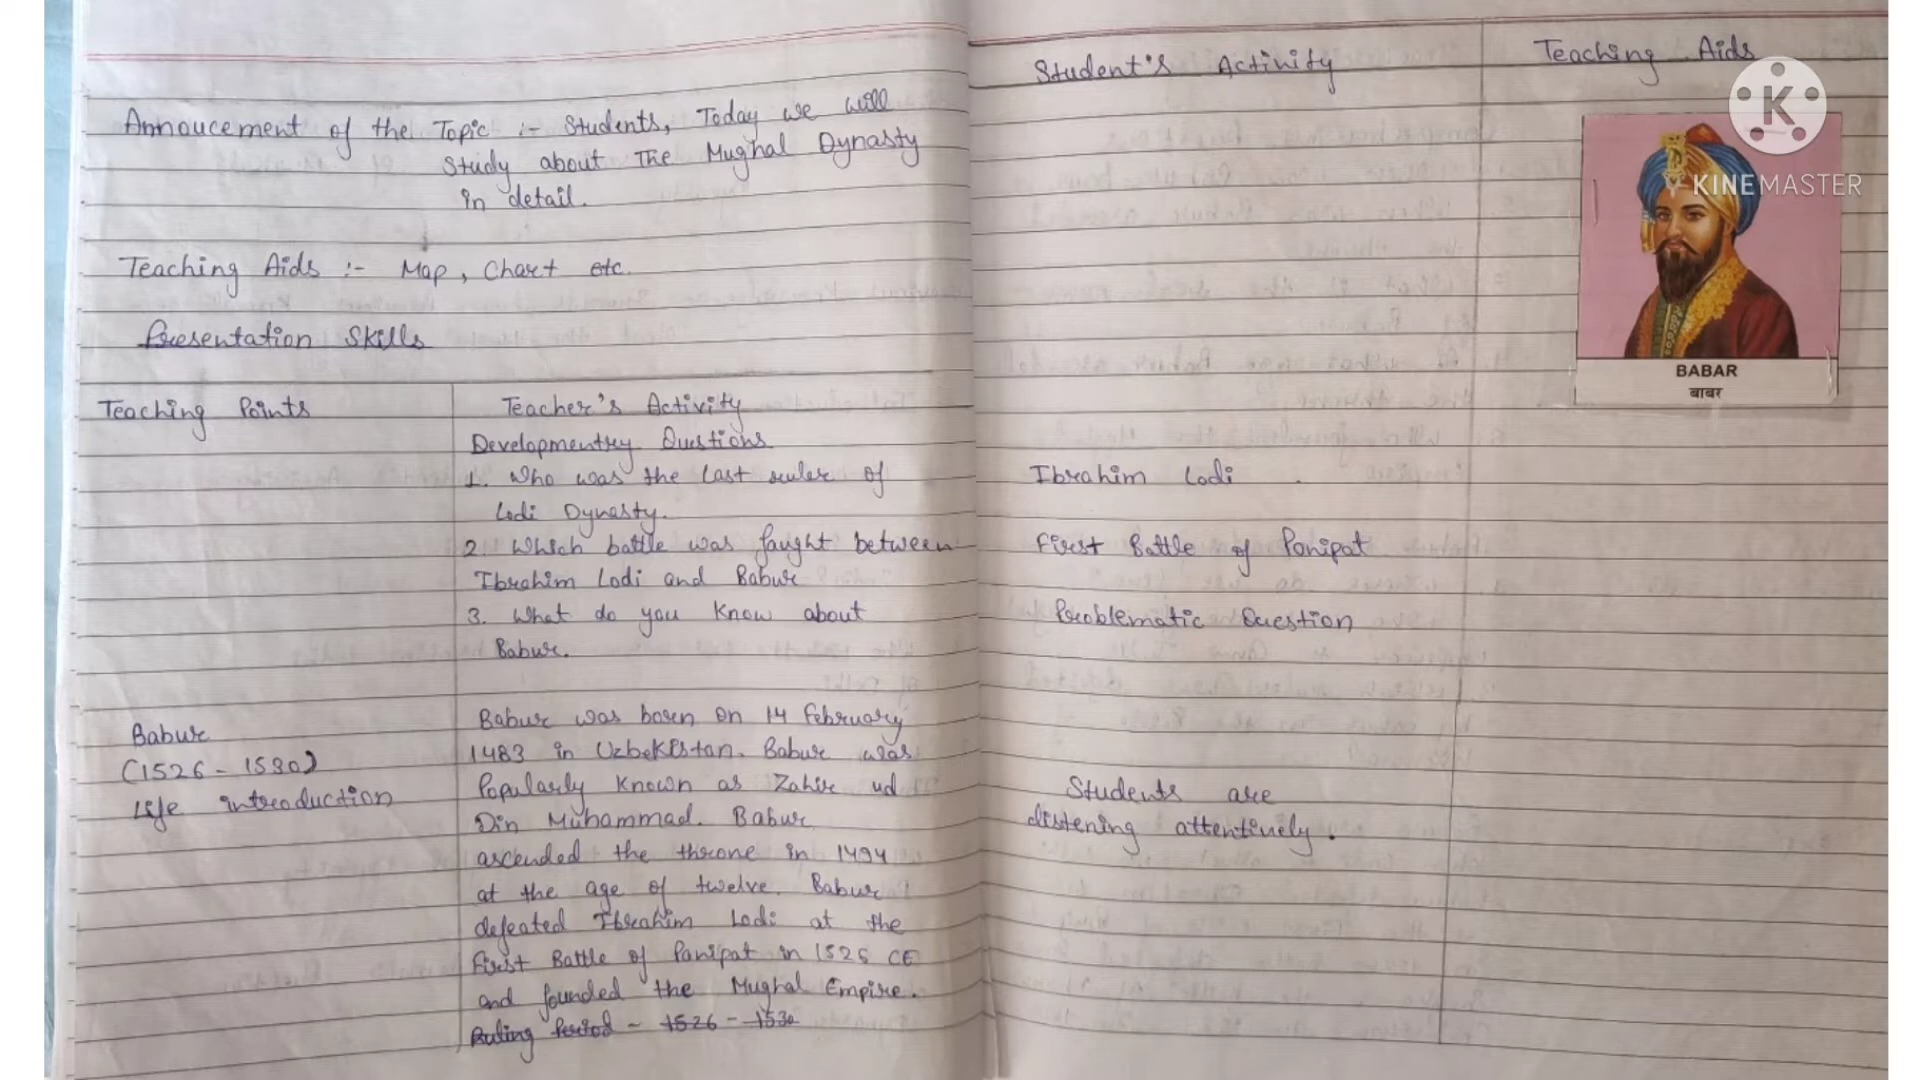 Annoucement of the Topic :- Students, Today we will
study about The Mughal Dynasty
in detail.
Teaching Aids :- Map, Chart etc.
Presentation Skills
Teaching Points
Teacher's Activity
Developmentry Questions
1. Who was the last ruler of
Lodi Dynasty.
2. Which battle was faught between
Ibrahim Lodi and Babur
3. What do you know about
Babur.
Babur
(1526 - 1530)
Life introduction
Babur was born on 14 February
1483 in Uzbekistan. Babur was
Popularly known as Zahir ud
Din Muhammad. Babur
ascended the throne in 1494
at the age of twelve. Babur
defeated Ibrahim Lodi at the
First Battle of Panipat in 1526 CE
and founded the Mughal Empire.
Ruling Period - 1526 - 1530
Student's Activity
Teaching Aids
K
KINEMASTER
BABAR
बाबर
Ibrahim Lodi
First Battle of Panipat
Problematic Question
Students are
listening attentively.